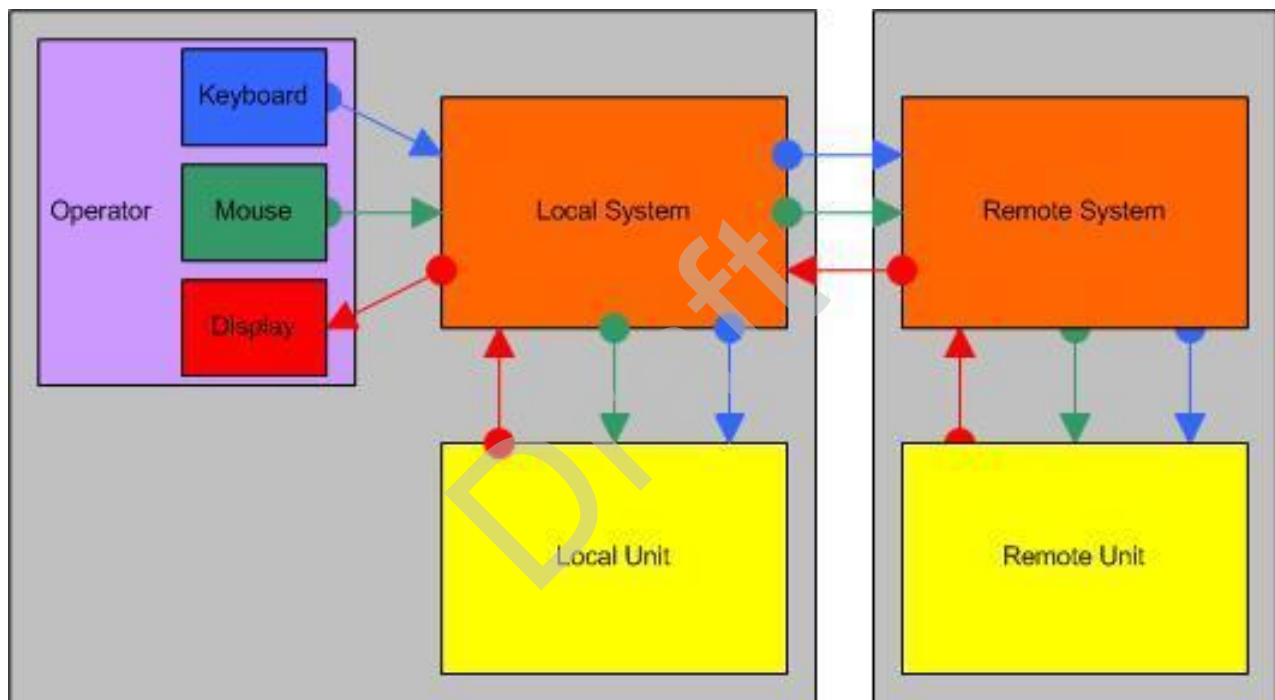 Keyboard
Operator
Mouse
Display
Local System
Remote System
Local Unit
Remote Unit
Draft